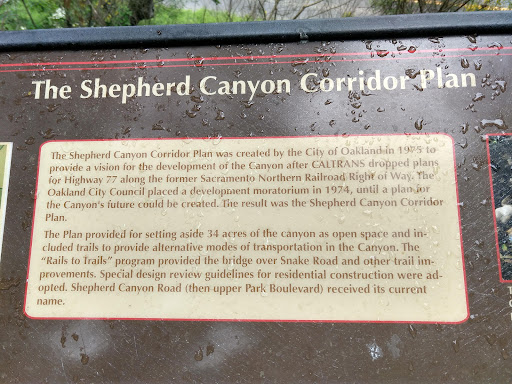 The Shepherd Canyon Corridor Plan
The Shepherd Canyon Corridor Plan was created by the City of Oakland in 1975 to
provide a vision for the development of the Canyon after CALTRANS dropped plans
for Highway 77 along the former Sacramento Northern Railroad Right of Way. The
Oakland City Council placed a development moratorium in 1974, until a plan for
the Canyon's future could be created. The result was the Shepherd Canyon Corridor
Plan.
The Plan provided for setting aside 34 acres of the canyon as open space and in-
cluded trails to provide alternative modes of transportation in the Canyon. The
"Rails to Trails" program provided the bridge over Snake Road and other trail im-
provements. Special design review guidelines for residential construction were ad-
opted. Shepherd Canyon Road (then upper Park Boulevard) received its current
name.